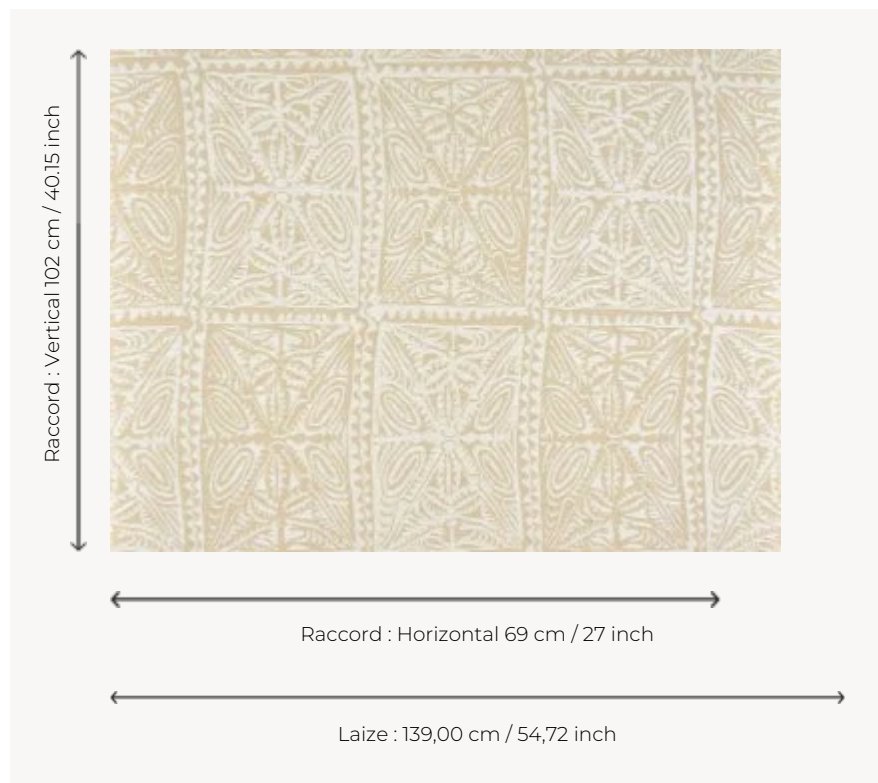 Raccord : Vertical 102 cm / 40.15 inch
Raccord : Horizontal 69 cm / 27 inch
Laize : 139,00 cm / 54,72 inch